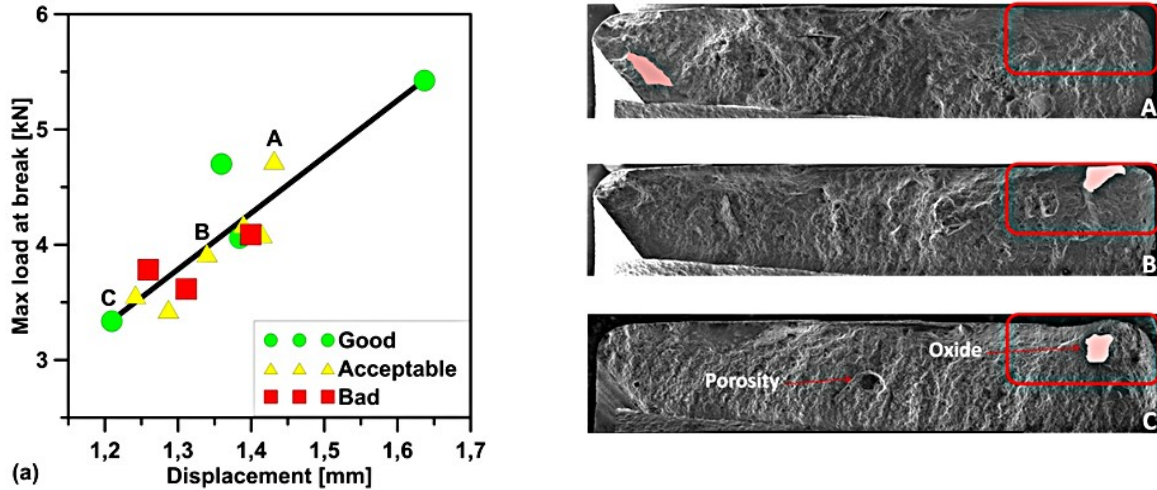 (a)
6
5
4
3
Max load at break [kN]
A
B
C
Good
Acceptable
Bad
1,2 1,3 1,4 1,5 1,6 1,7
Displacement [mm]
A
B
Oxide
Porosity
C